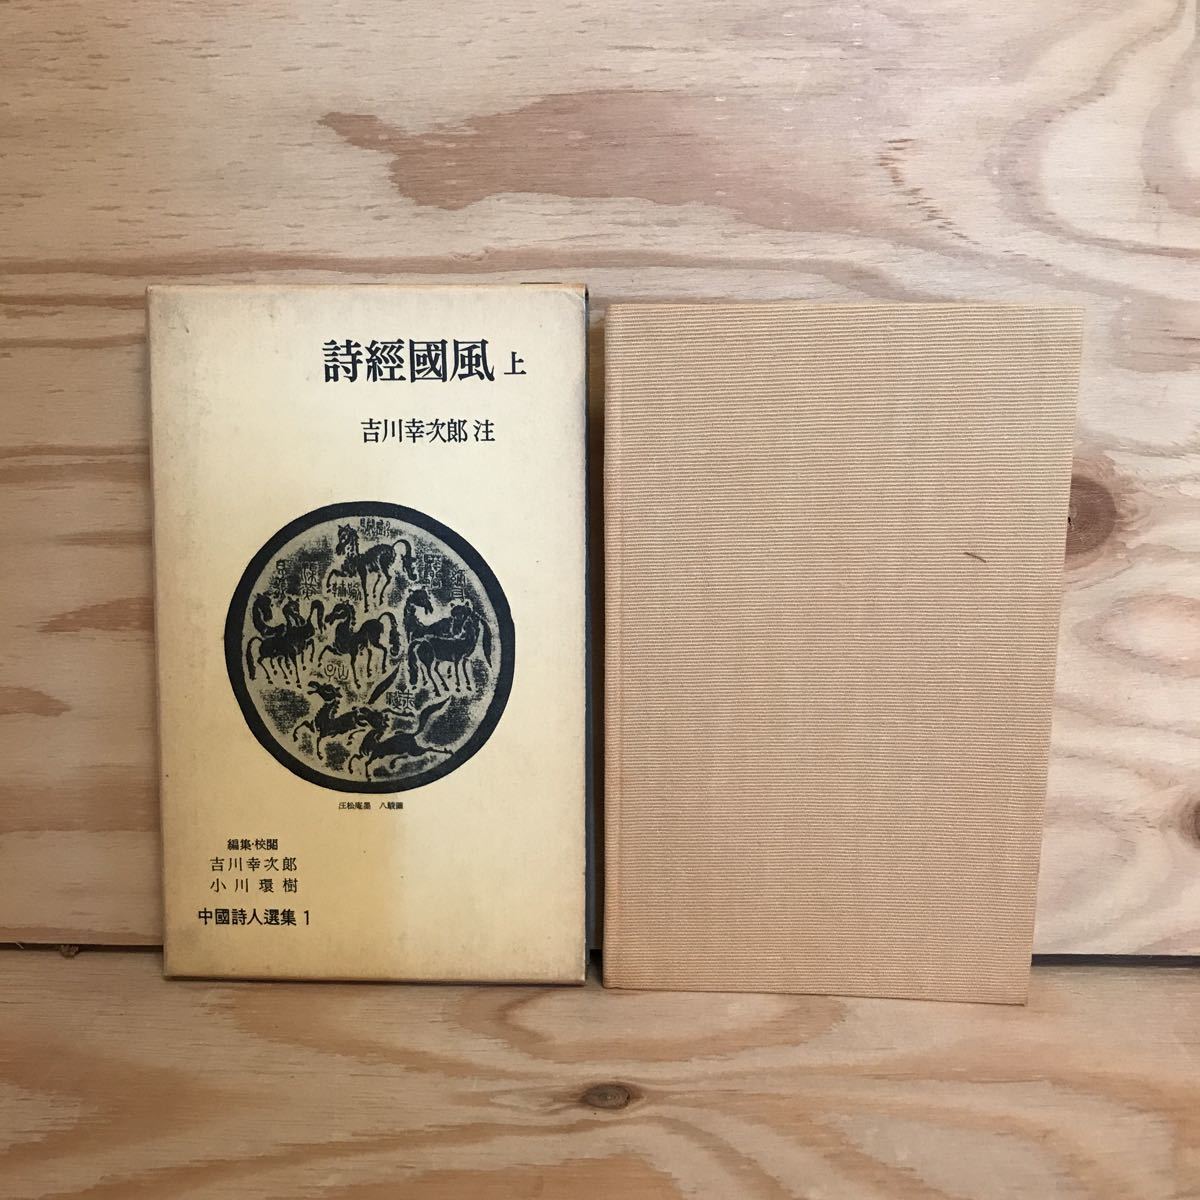 詩經國風 上
吉川幸次郎 注
汪松庵墨　八駿圖
編集·校閲
吉川幸次郎
小川環樹
中國詩人選集 1